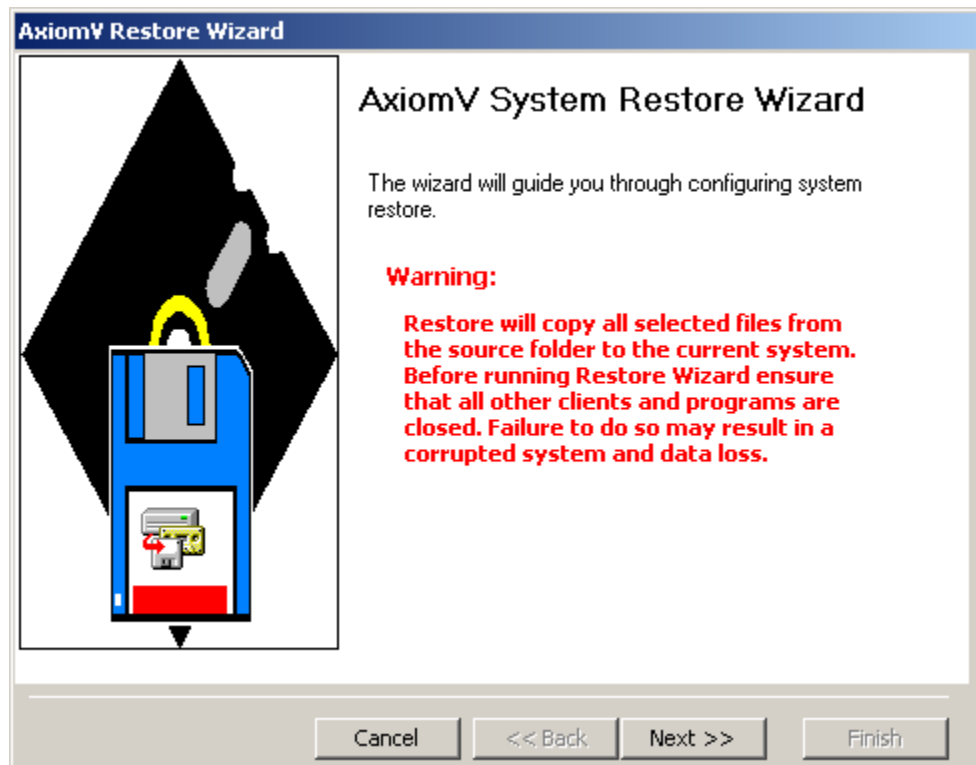 AxiomV Restore Wizard
AxiomV System Restore Wizard
The wizard will guide you through configuring system
restore.
Warning:
Restore will copy all selected files from
the source folder to the current system.
Before running Restore Wizard ensure
that all other clients and programs are
closed. Failure to do so may result in a
corrupted system and data loss.
Cancel
<< Back
Next >>
Finish